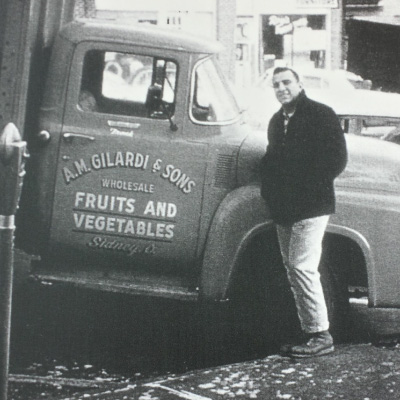 A.M. GILARDI & SONS
WHOLESALE
FRUITS AND
VEGETABLES
Sidney, O.